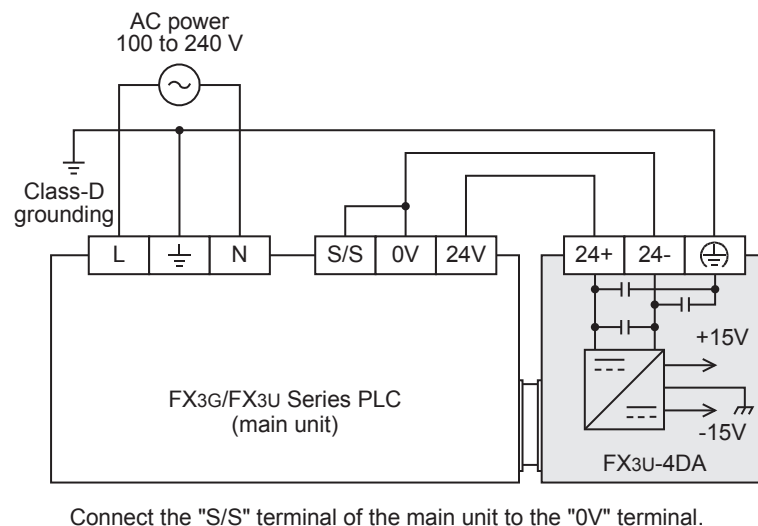 AC power
100 to 240 V
Class-D
grounding
L
N
S/S
0V
24V
24+
24-
+15V
-15V
FX3G/FX3U Series PLC
(main unit)
FX3U-4DA
Connect the "S/S" terminal of the main unit to the "0V" terminal.